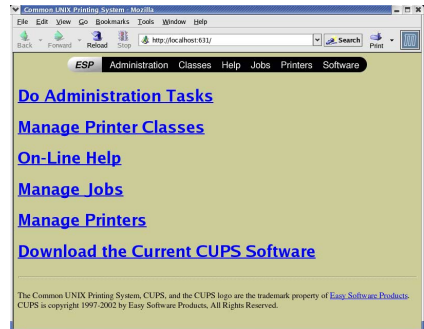 Common UNIX Printing System - Mozilla
File Edit View Go Bookmarks Tools Window Help
Back Forward Reload Stop http://localhost:631/ Search Print
ESP Administration Classes Help Jobs Printers Software
Do Administration Tasks
Manage Printer Classes
On-Line Help
Manage Jobs
Manage Printers
Download the Current CUPS Software
The Common UNIX Printing System, CUPS, and the CUPS logo are the trademark property of Easy Software Products.
CUPS is copyright 1997-2002 by Easy Software Products, All Rights Reserved.